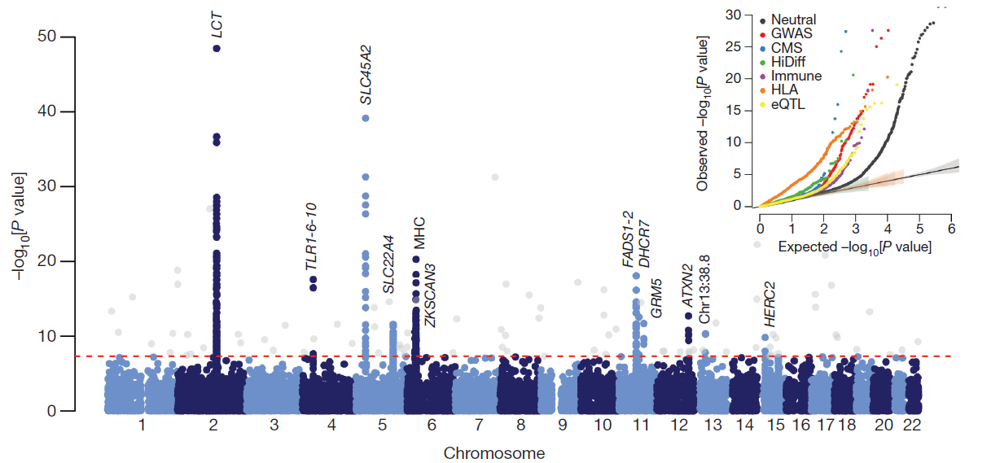 LCT
SLC45A2
TLR1-6-10
SLC22A4
MHC
ZKSCAN3
FADS1-2
DHCR7
GRM5
ATXN2
Chr13:38.8
HERC2
50
40
30
20
10
0
–log10[P value]
1 2 3 4 5 6 7 8 9 10 11 12 13 14 15 16 17 18 20 22
Chromosome
Neutral
GWAS
CMS
HiDiff
Immune
HLA
eQTL
30
25
20
15
10
5
0
Observed –log10[P value]
0 1 2 3 4 5 6
Expected –log10[P value]